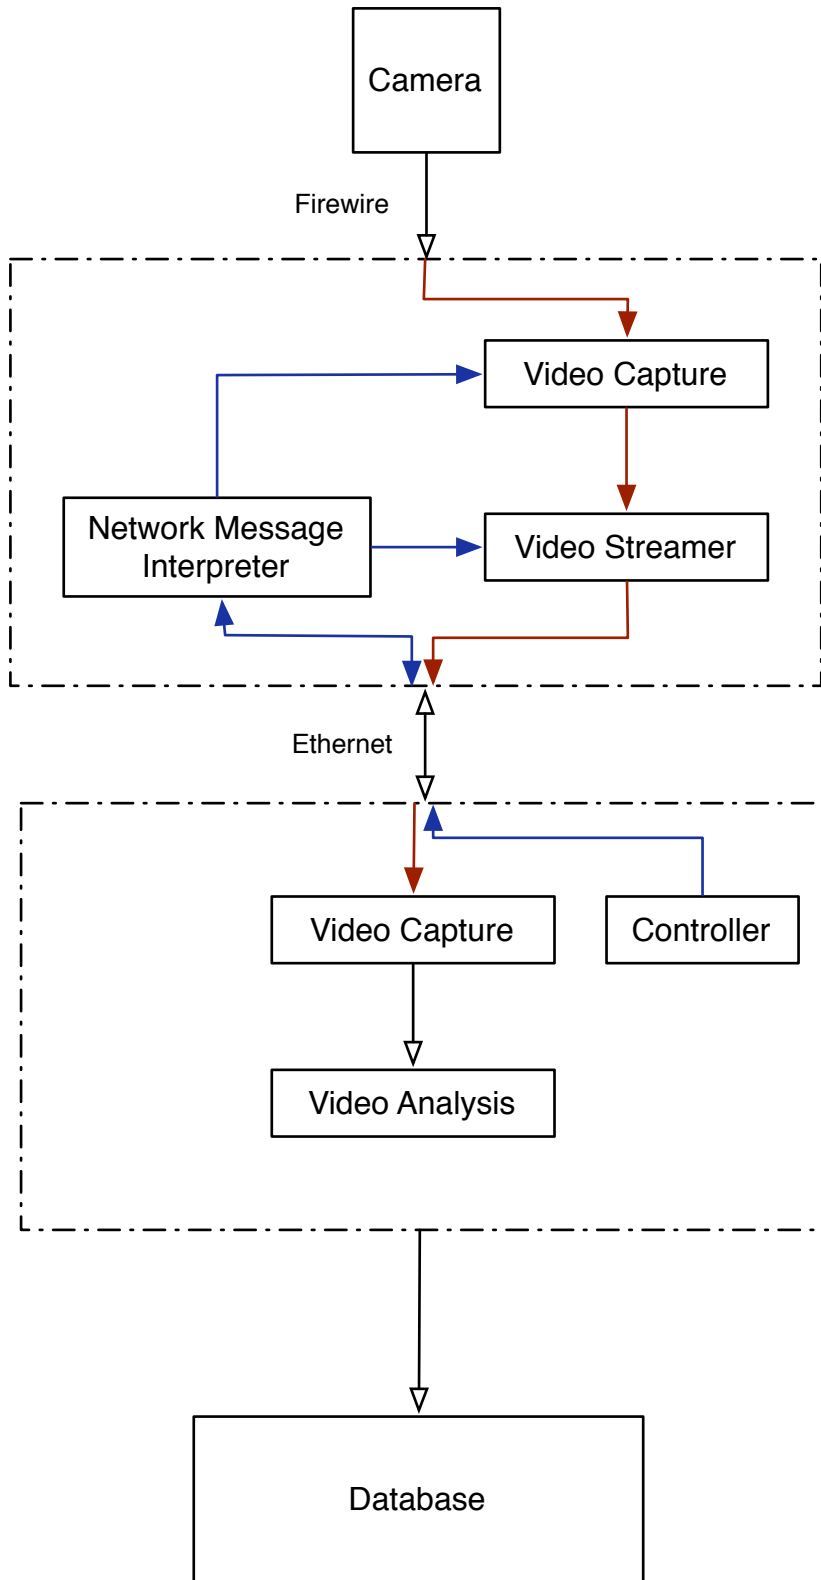 Camera
Firewire
Video Capture
Network Message
Interpreter
Video Streamer
Ethernet
Video Capture
Controller
Video Analysis
Database